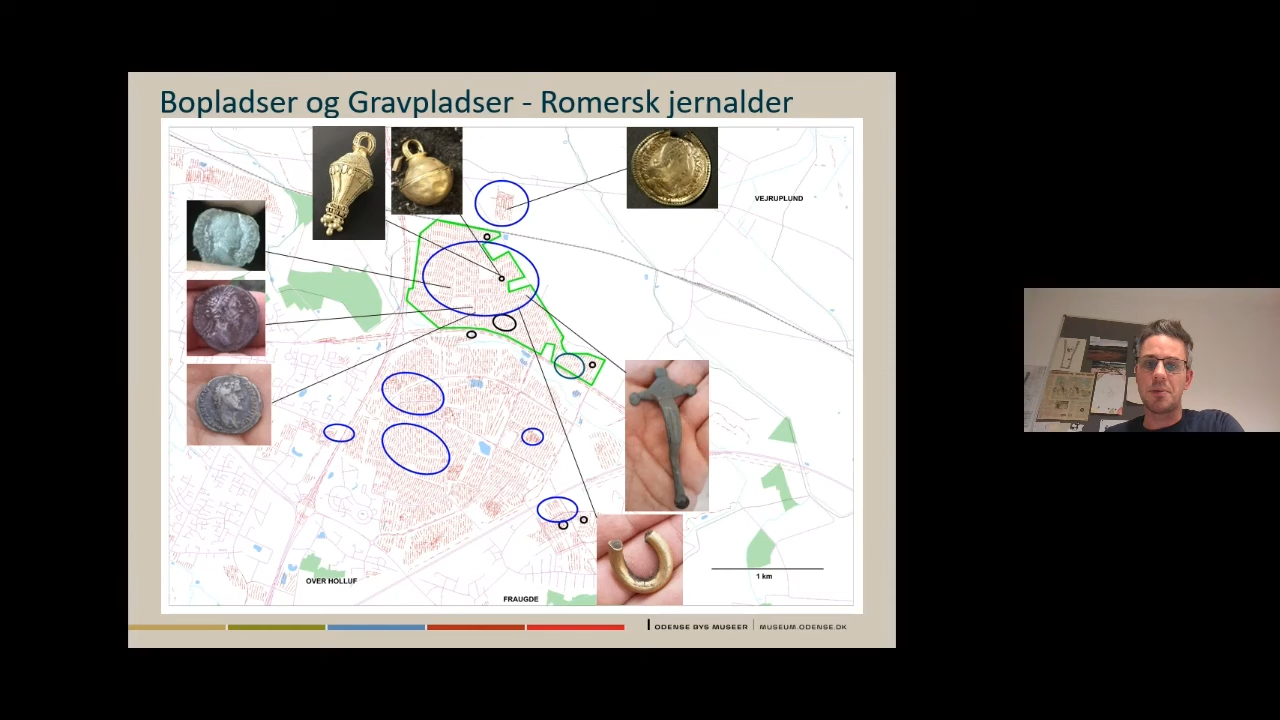 Bopladser og Gravpladser - Romersk jernalder
VEJRUPLUND
1 km
OVER HOLLUF
FRAUGDE
ODENSE BYS MUSEER | MUSEUM.ODENSE.DK